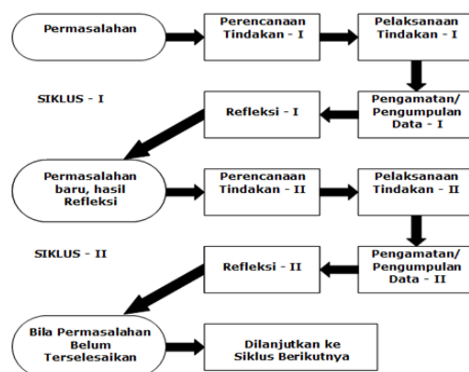 Permasalahan
Perencanaan
Tindakan - I
Pelaksanaan
Tindakan - I
SIKLUS - I
Refleksi - I
Pengamatan/
Pengumpulan
Data - I
Permasalahan
baru, hasil
Refleksi
Perencanaan
Tindakan - II
Pelaksanaan
Tindakan - II
SIKLUS - II
Refleksi - II
Pengamatan/
Pengumpulan
Data - II
Bila Permasalahan
Belum
Terselesaikan
Dilanjutkan ke
Siklus Berikutnya